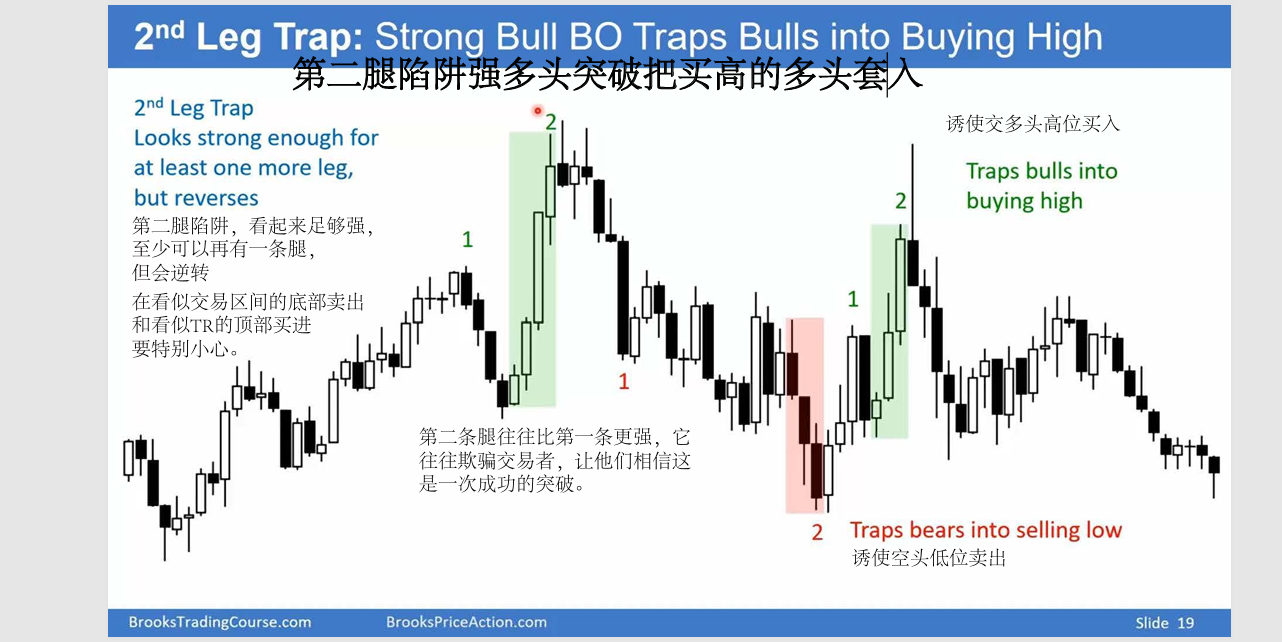 2nd Leg Trap: Strong Bull BO Traps Bulls into Buying High
第二腿陷阱强多头突破把买高的多头套入
2nd Leg Trap
Looks strong enough for
at least one more leg,
but reverses
第二腿陷阱，看起来足够强，
至少可以再有一条腿，
但会逆转
在看似交易区间的底部卖出
和看似TR的顶部买进
要特别小心。
1
2
诱使交多头高位买入
Traps bulls into
buying high
2
1
1
第二条腿往往比第一条更强，它
往往欺骗交易者，让他们相信这
是一次成功的突破。
2
Traps bears into selling low
诱使空头低位卖出
BrooksTradingCourse.com
BrooksPriceAction.com
Slide 19